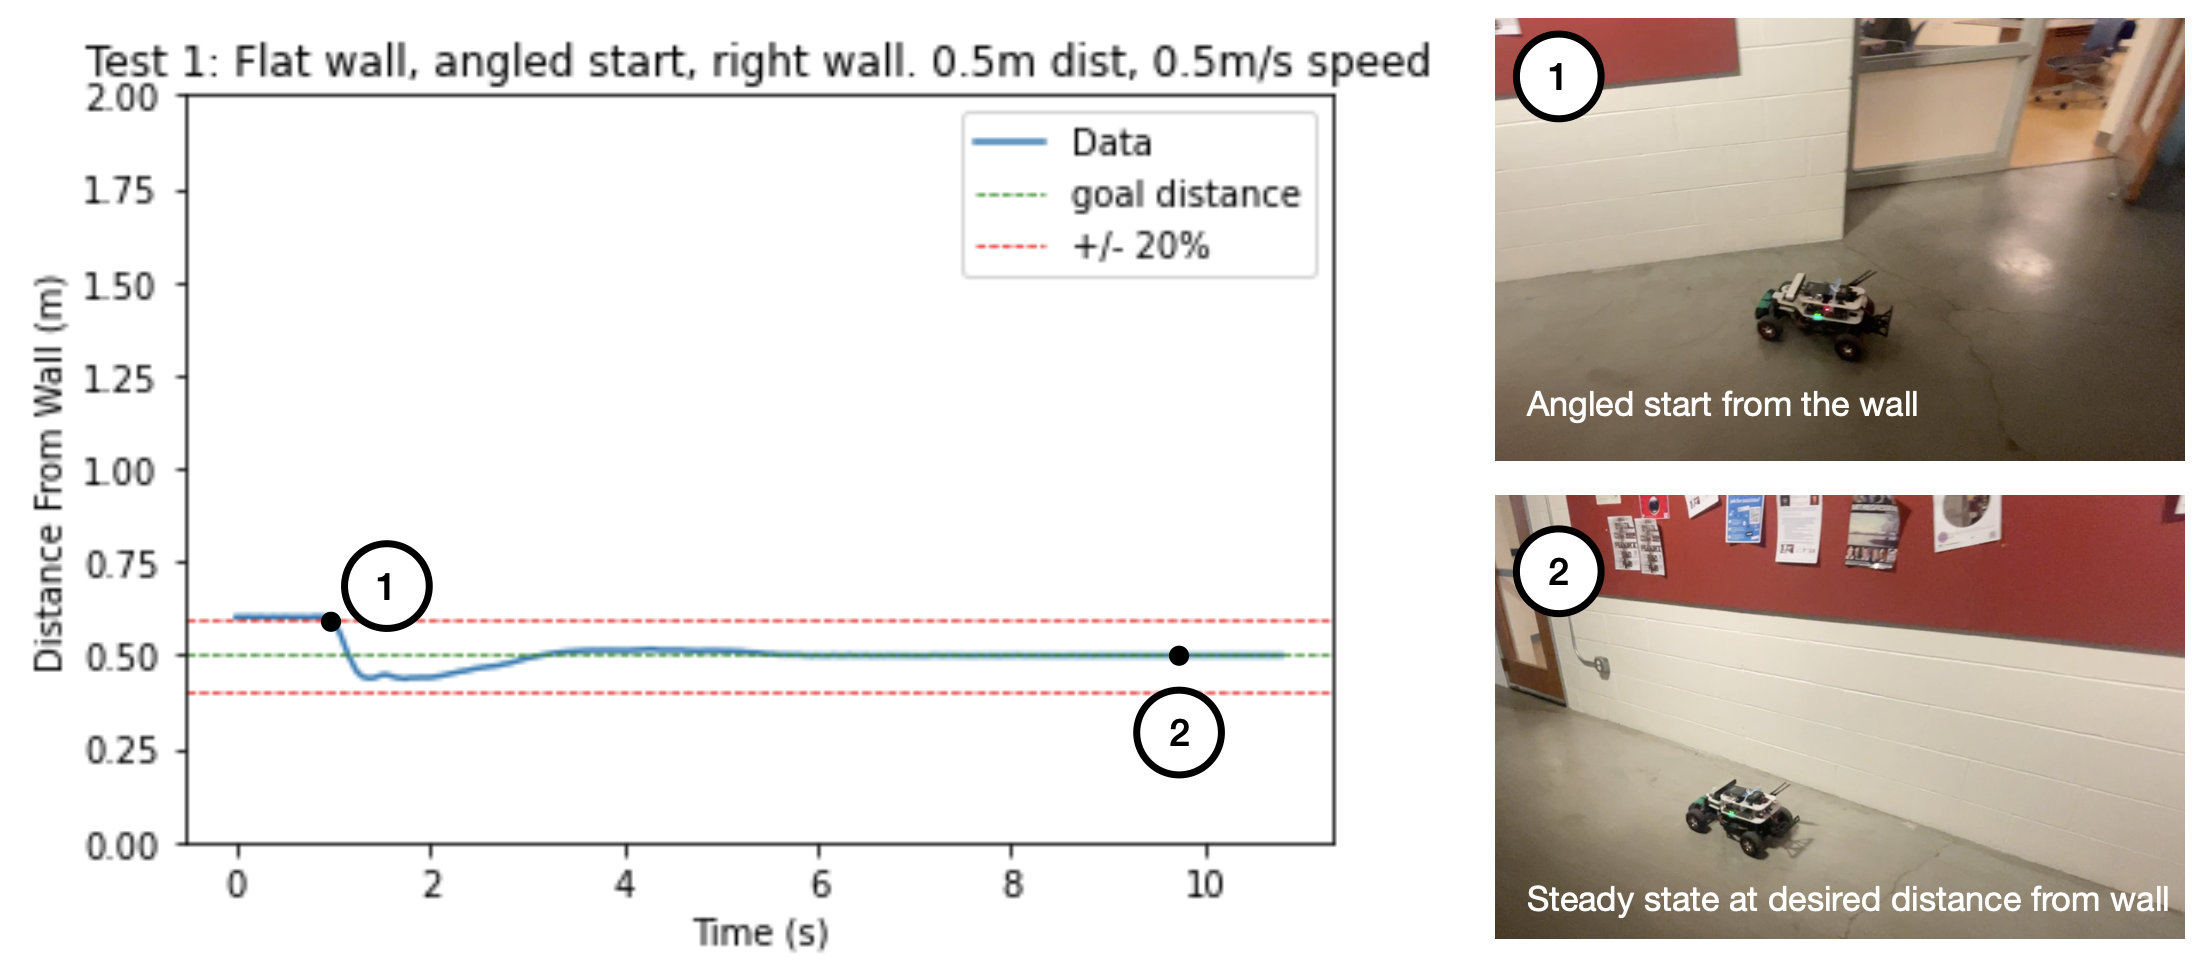 Test 1: Flat wall, angled start, right wall. 0.5m dist, 0.5m/s speed
2.00
1.75
1.50
1.25
1.00
0.75
0.50
0.25
0.00
Distance From Wall (m)
Data
goal distance
+/- 20%
1
2
0
2
4
6
8
10
Time (s)
1
Angled start from the wall
2
Steady state at desired distance from wall